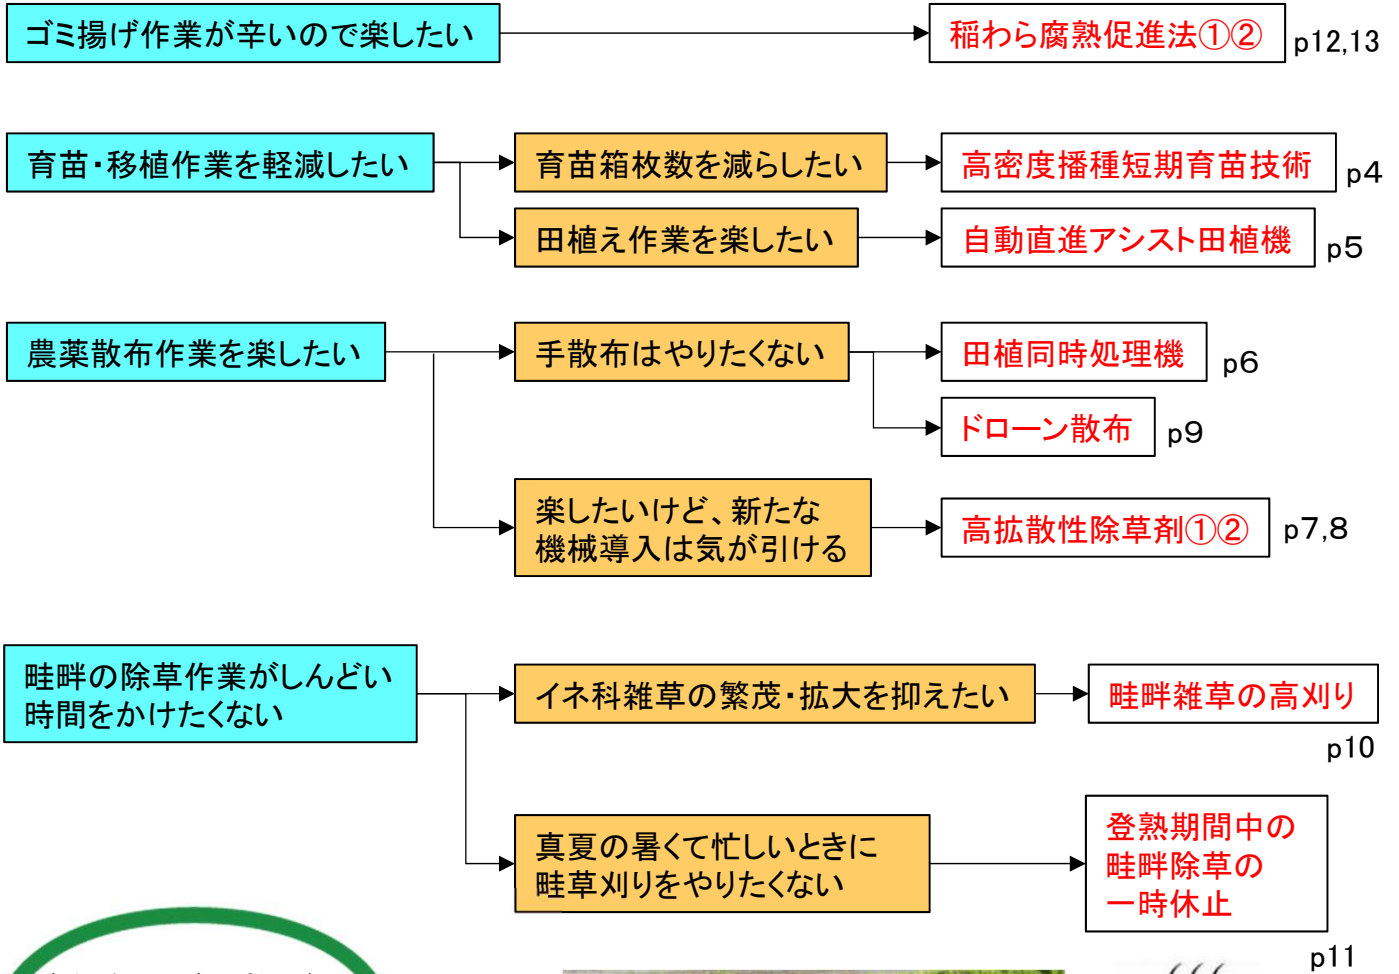 ゴミ揚げ作業が辛いので楽したい
稲わら腐熟促進法①②
p12,13
育苗・移植作業を軽減したい
育苗箱枚数を減らしたい
高密度播種短期育苗技術
p4
田植え作業を楽したい
自動直進アシスト田植機
p5
農薬散布作業を楽したい
手散布はやりたくない
田植同時処理機
p6
ドローン散布
p9
楽したいけど、新たな
機械導入は気が引ける
高拡散性除草剤①②
p7,8
畦畔の除草作業がしんどい
時間をかけたくない
イネ科雑草の繁茂・拡大を抑えたい
畦畔雑草の高刈り
p10
真夏の暑くて忙しいときに
畦草刈りをやりたくない
登熟期間中の
畦畔除草の
一時休止
p11